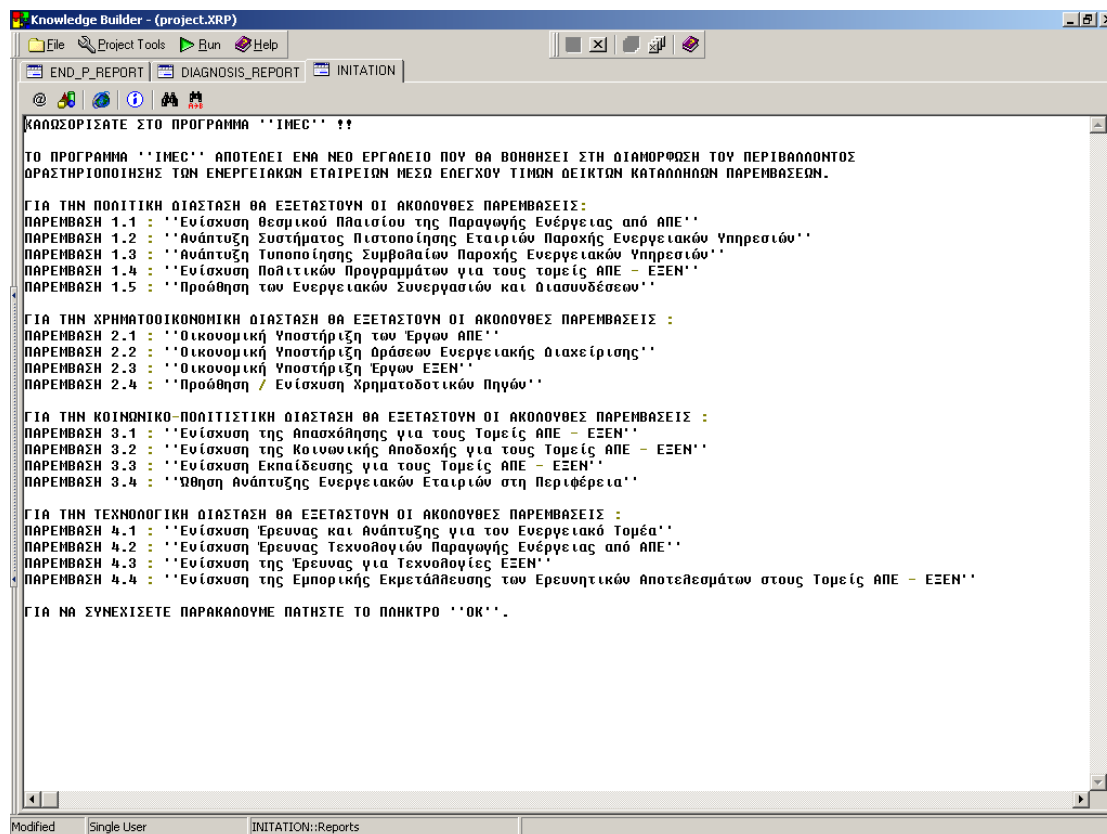 Knowledge Builder - (project.XRP)
File Project Tools Run Help
END_P_REPORT DIAGNOSIS_REPORT INITATION
ΚΑΛΩΣΟΡΙΣΑΤΕ ΣΤΟ ΠΡΟΓΡΑΜΜΑ ''IMEC'' !!
ΤΟ ΠΡΟΓΡΑΜΜΑ ''IMEC'' ΑΠΟΤΕΛΕΙ ΕΝΑ ΝΕΟ ΕΡΓΑΛΕΙΟ ΠΟΥ ΘΑ ΒΟΗΘΗΣΕΙ ΣΤΗ ΔΙΑΜΟΡΦΩΣΗ ΤΟΥ ΠΕΡΙΒΑΛΛΟΝΤΟΣ
ΔΡΑΣΤΗΡΙΟΠΟΙΗΣΗΣ ΤΩΝ ΕΝΕΡΓΕΙΑΚΩΝ ΕΤΑΙΡΕΙΩΝ ΜΕΣΩ ΕΛΕΓΧΟΥ ΤΙΜΩΝ ΔΕΙΚΤΩΝ ΚΑΤΑΛΛΗΛΩΝ ΠΑΡΕΜΒΑΣΕΩΝ.
ΓΙΑ ΤΗΝ ΠΟΛΙΤΙΚΗ ΔΙΑΣΤΑΣΗ ΘΑ ΕΞΕΤΑΣΤΟΥΝ ΟΙ ΑΚΟΛΟΥΘΕΣ ΠΑΡΕΜΒΑΣΕΙΣ:
ΠΑΡΕΜΒΑΣΗ 1.1 : ''Ενίσχυση Θεσμικού Πλαισίου της Παραγωγής Ενέργειας από ΑΠΕ''
ΠΑΡΕΜΒΑΣΗ 1.2 : ''Ανάπτυξη Συστήματος Πιστοποίησης Εταιριών Παροχής Ενεργειακών Υπηρεσιών''
ΠΑΡΕΜΒΑΣΗ 1.3 : ''Ανάπτυξη Τυποποίησης Συμβολαίων Παροχής Ενεργειακών Υπηρεσιών''
ΠΑΡΕΜΒΑΣΗ 1.4 : ''Ενίσχυση Πολιτικών Προγραμμάτων για τους τομείς ΑΠΕ - ΕΞΕΝ''
ΠΑΡΕΜΒΑΣΗ 1.5 : ''Προώθηση των Ενεργειακών Συνεργασιών και Διασυνδέσεων''
ΓΙΑ ΤΗΝ ΧΡΗΜΑΤΟΟΙΚΟΝΟΜΙΚΗ ΔΙΑΣΤΑΣΗ ΘΑ ΕΞΕΤΑΣΤΟΥΝ ΟΙ ΑΚΟΛΟΥΘΕΣ ΠΑΡΕΜΒΑΣΕΙΣ :
ΠΑΡΕΜΒΑΣΗ 2.1 : ''Οικονομική Υποστήριξη των Έργων ΑΠΕ''
ΠΑΡΕΜΒΑΣΗ 2.2 : ''Οικονομική Υποστήριξη Δράσεων Ενεργειακής Διαχείρισης''
ΠΑΡΕΜΒΑΣΗ 2.3 : ''Οικονομική Υποστήριξη Έργων ΕΞΕΝ''
ΠΑΡΕΜΒΑΣΗ 2.4 : ''Προώθηση / Ενίσχυση Χρηματοδοτικών Πηγών''
ΓΙΑ ΤΗΝ ΚΟΙΝΩΝΙΚΟ-ΠΟΛΙΤΙΣΤΙΚΗ ΔΙΑΣΤΑΣΗ ΘΑ ΕΞΕΤΑΣΤΟΥΝ ΟΙ ΑΚΟΛΟΥΘΕΣ ΠΑΡΕΜΒΑΣΕΙΣ :
ΠΑΡΕΜΒΑΣΗ 3.1 : ''Ενίσχυση της Απασχόλησης για τους Τομείς ΑΠΕ - ΕΞΕΝ''
ΠΑΡΕΜΒΑΣΗ 3.2 : ''Ενίσχυση της Κοινωνικής Αποδοχής για τους Τομείς ΑΠΕ - ΕΞΕΝ''
ΠΑΡΕΜΒΑΣΗ 3.3 : ''Ενίσχυση Εκπαίδευσης για τους Τομείς ΑΠΕ - ΕΞΕΝ''
ΠΑΡΕΜΒΑΣΗ 3.4 : ''Ώθηση Ανάπτυξης Ενεργειακών Εταιριών στη Περιφέρεια''
ΓΙΑ ΤΗΝ ΤΕΧΝΟΛΟΓΙΚΗ ΔΙΑΣΤΑΣΗ ΘΑ ΕΞΕΤΑΣΤΟΥΝ ΟΙ ΑΚΟΛΟΥΘΕΣ ΠΑΡΕΜΒΑΣΕΙΣ :
ΠΑΡΕΜΒΑΣΗ 4.1 : ''Ενίσχυση Έρευνας και Ανάπτυξης για τον Ενεργειακό Τομέα''
ΠΑΡΕΜΒΑΣΗ 4.2 : ''Ενίσχυση Έρευνας Τεχνολογιών Παραγωγής Ενέργειας από ΑΠΕ''
ΠΑΡΕΜΒΑΣΗ 4.3 : ''Ενίσχυση της Έρευνας για Τεχνολογίες ΕΞΕΝ''
ΠΑΡΕΜΒΑΣΗ 4.4 : ''Ενίσχυση της Εμπορικής Εκμετάλλευσης των Ερευνητικών Αποτελεσμάτων στους Τομείς ΑΠΕ - ΕΞΕΝ''
ΓΙΑ ΝΑ ΣΥΝΕΧΙΣΕΤΕ ΠΑΡΑΚΑΛΟΥΜΕ ΠΑΤΗΣΤΕ ΤΟ ΠΛΗΚΤΡΟ ''ΟΚ''.
Modified Single User INITATION::Reports